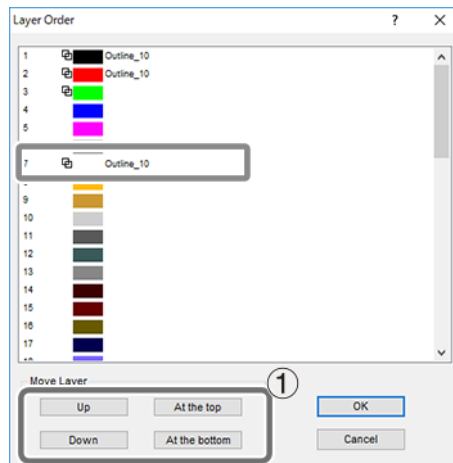 Layer Order ? ×
1 Outline_10
2 Outline_10
3
4
5
7 Outline_10
9
10
11
12
13
14
15
16
17
Move Layer
①
Up At the top OK
Down At the bottom Cancel